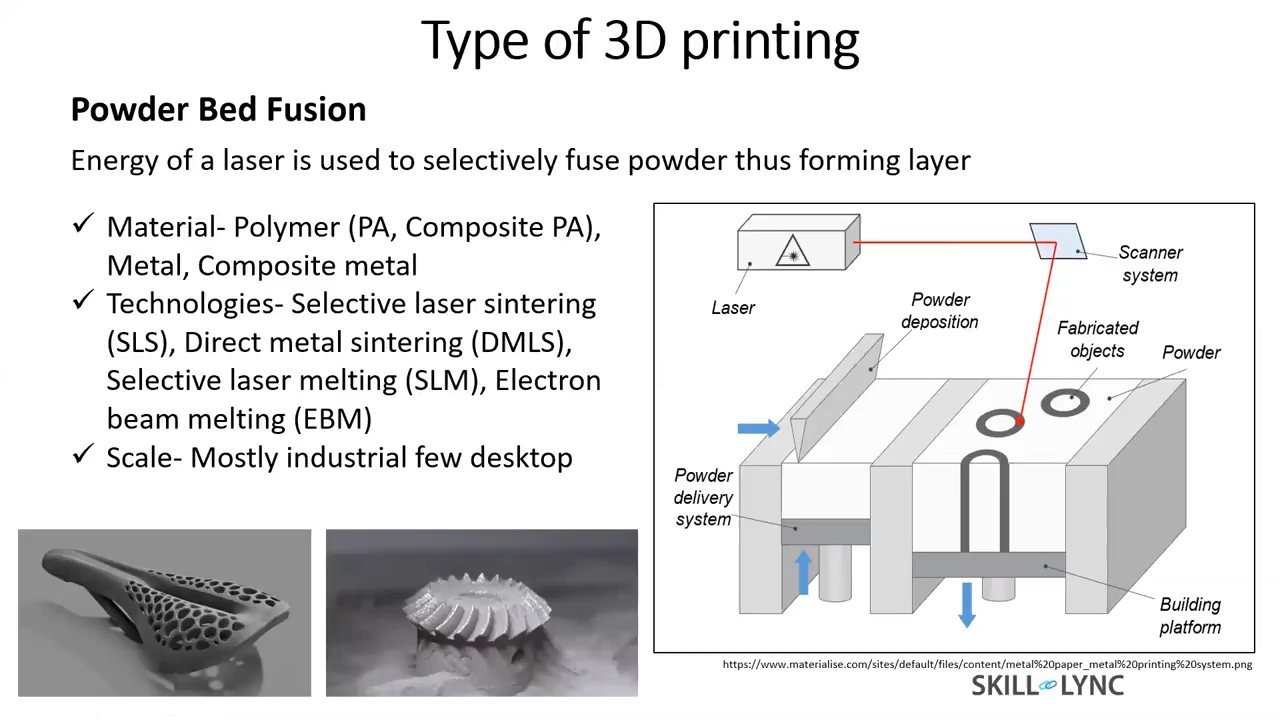 Type of 3D printing
Powder Bed Fusion
Energy of a laser is used to selectively fuse powder thus forming layer
✓ Material- Polymer (PA, Composite PA),
Metal, Composite metal
✓ Technologies- Selective laser sintering
(SLS), Direct metal sintering (DMLS),
Selective laser melting (SLM), Electron
beam melting (EBM)
✓ Scale- Mostly industrial few desktop
Laser
Scanner
system
Powder
deposition
Fabricated
objects
Powder
Powder
delivery
system
Building
platform
https://www.materialise.com/sites/default/files/content/metal%20paper_metal%20printing%20system.png
SKILL LYNC